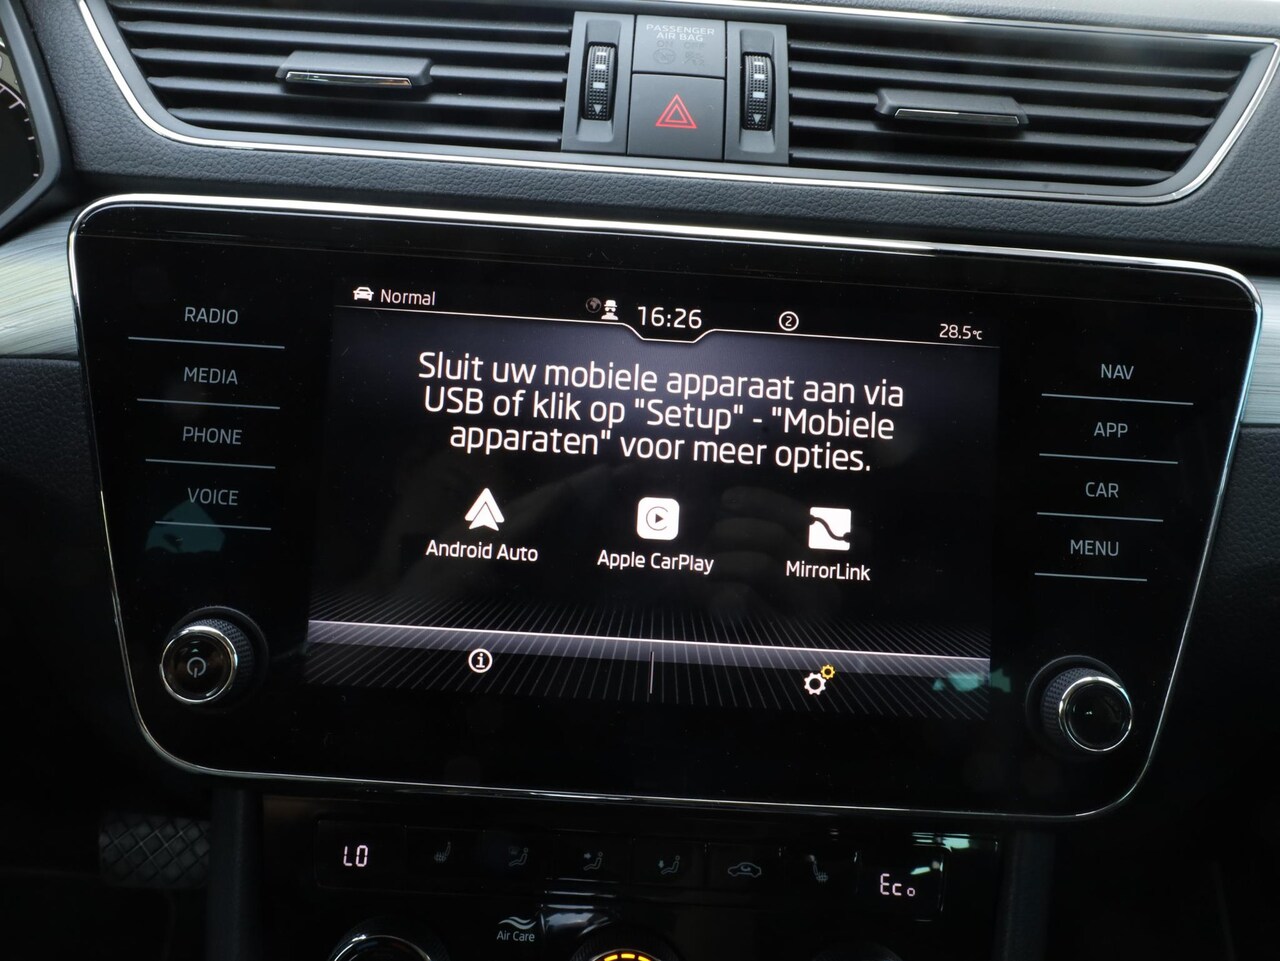 PASSENGER
AIR BAG
Normal
16:26
2
28.5°C
RADIO
MEDIA
PHONE
VOICE
Sluit uw mobiele apparaat aan via
USB of klik op "Setup" - "Mobiele
apparaten" voor meer opties.
Android Auto
Apple CarPlay
MirrorLink
NAV
APP
CAR
MENU
LO
Eco
Air Care